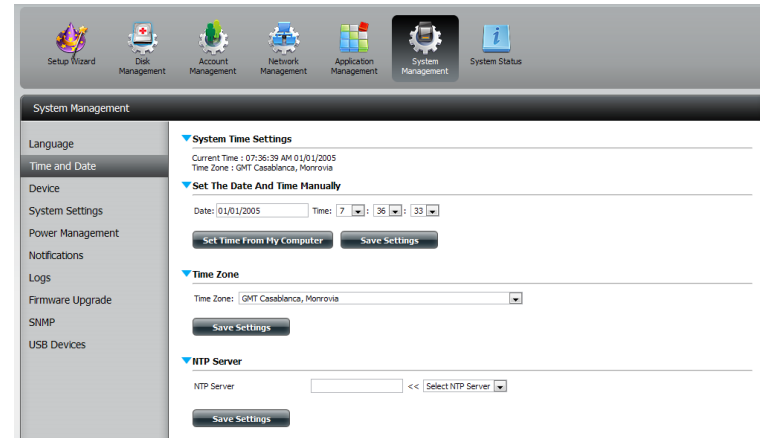 Setup Wizard
Disk Management
Account Management
Network Management
Application Management
System Management
System Status
System Management
Language
Time and Date
Device
System Settings
Power Management
Notifications
Logs
Firmware Upgrade
SNMP
USB Devices
System Time Settings
Current Time : 07:36:39 AM 01/01/2005
Time Zone : GMT Casablanca, Monrovia
Set The Date And Time Manually
Date: 01/01/2005 Time: 7 : 36 : 33
Set Time From My Computer Save Settings
Time Zone
Time Zone: GMT Casablanca, Monrovia
Save Settings
NTP Server
NTP Server << Select NTP Server
Save Settings